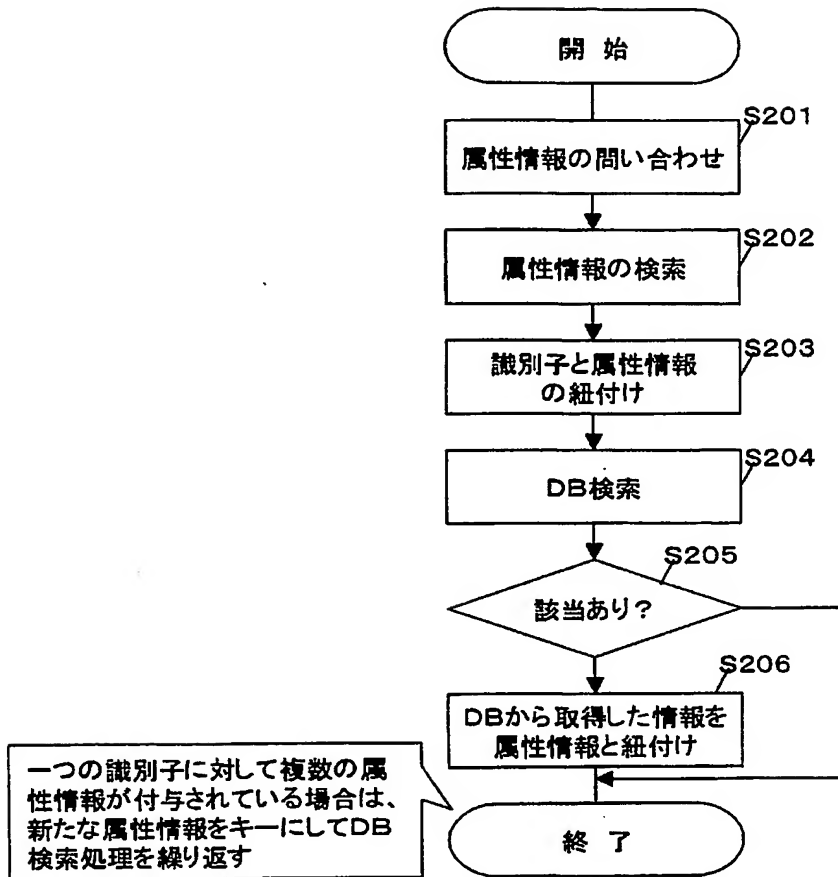 開 始
S201
属性情報の問い合わせ
S202
属性情報の検索
S203
識別子と属性情報
の紐付け
S204
DB検索
S205
該当あり?
S206
DBから取得した情報を
属性情報と紐付け
一つの識別子に対して複数の属
性情報が付与されている場合は、
新たな属性情報をキーにしてDB
検索処理を繰り返す
終 了